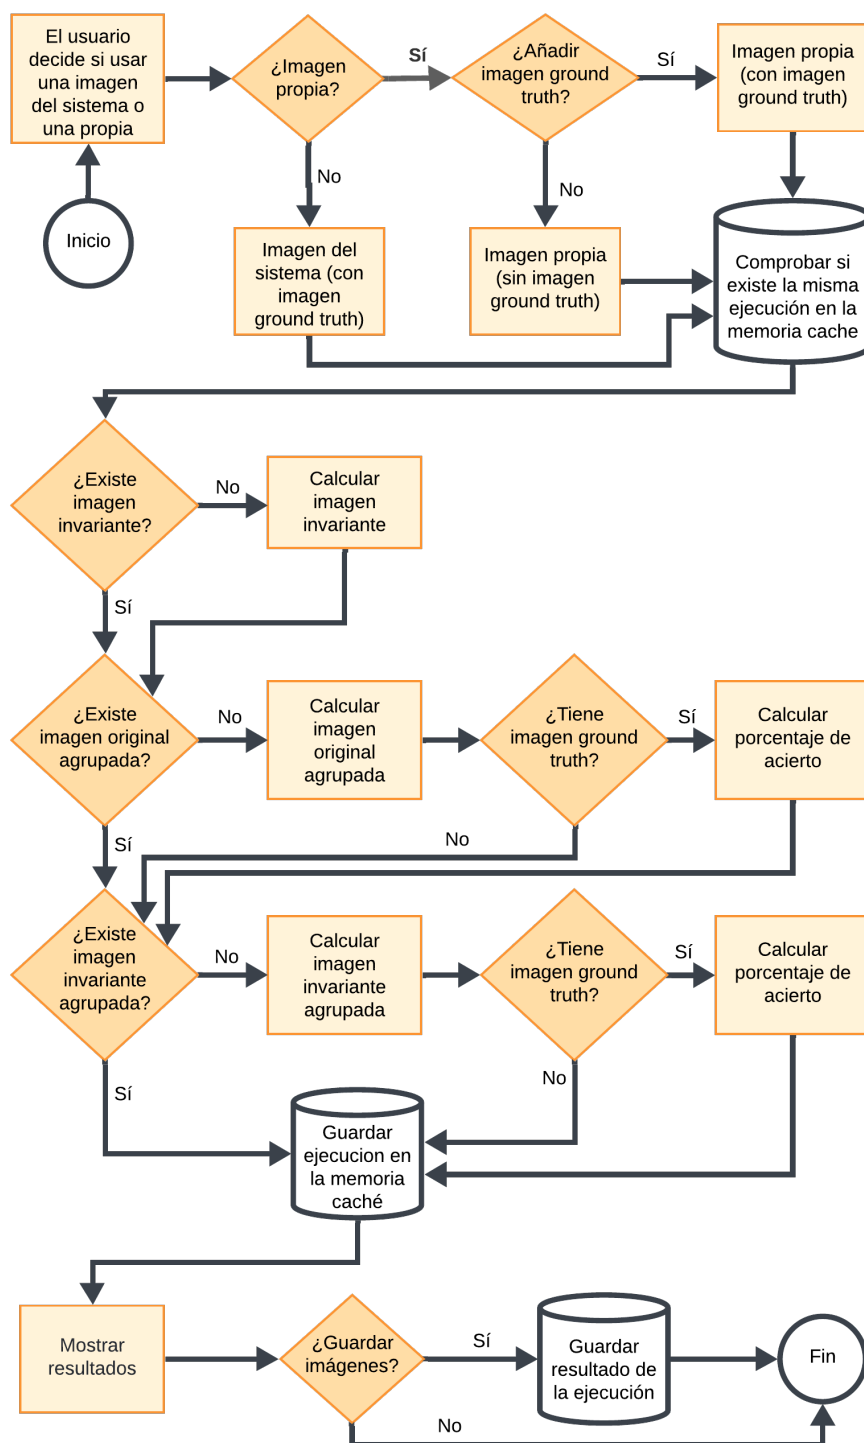 El usuario
decide si usar
una imagen
del sistema o
una propia
¿Imagen
propia?
Sí
¿Añadir
imagen ground
truth?
Sí
Imagen propia
(con imagen
ground truth)
No
No
Inicio
Imagen del
sistema (con
imagen
ground truth)
Imagen propia
(sin imagen
ground truth)
Comprobar si
existe la misma
ejecución en la
memoria cache
¿Existe
imagen
invariante?
No
Calcular
imagen
invariante
Sí
¿Existe
imagen original
agrupada?
No
Calcular
imagen
original
agrupada
¿Tiene
imagen ground
truth?
Sí
Calcular
porcentaje de
acierto
Sí
No
¿Existe
imagen
invariante
agrupada?
No
Calcular
imagen
invariante
agrupada
¿Tiene
imagen ground
truth?
Sí
Calcular
porcentaje de
acierto
Sí
No
Guardar
ejecucion en
la memoria
caché
Mostrar
resultados
¿Guardar
imágenes?
Sí
Guardar
resultado de
la ejecución
Fin
No